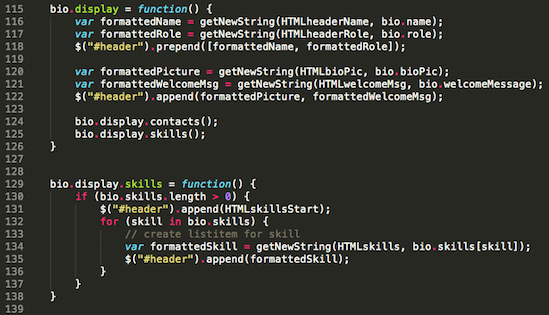 115 bio.display = function() {
116     var formattedName = getNewString(HTMLheaderName, bio.name);
117     var formattedRole = getNewString(HTMLheaderRole, bio.role);
118     $("#header").prepend([formattedName, formattedRole]);
119
120     var formattedPicture = getNewString(HTMLbioPic, bio.bioPic);
121     var formattedWelcomeMsg = getNewString(HTMLwelcomeMsg, bio.welcomeMessage);
122     $("#header").append(formattedPicture, formattedWelcomeMsg);
123
124     bio.display.contacts();
125     bio.display.skills();
126 }
127
128
129 bio.display.skills = function() {
130     if (bio.skills.length > 0) {
131         $("#header").append(HTMLskillsStart);
132         for (skill in bio.skills) {
133             // create listitem for skill
134             var formattedSkill = getNewString(HTMLskills, bio.skills[skill]);
135             $("#header").append(formattedSkill);
136         }
137     }
138 }
139